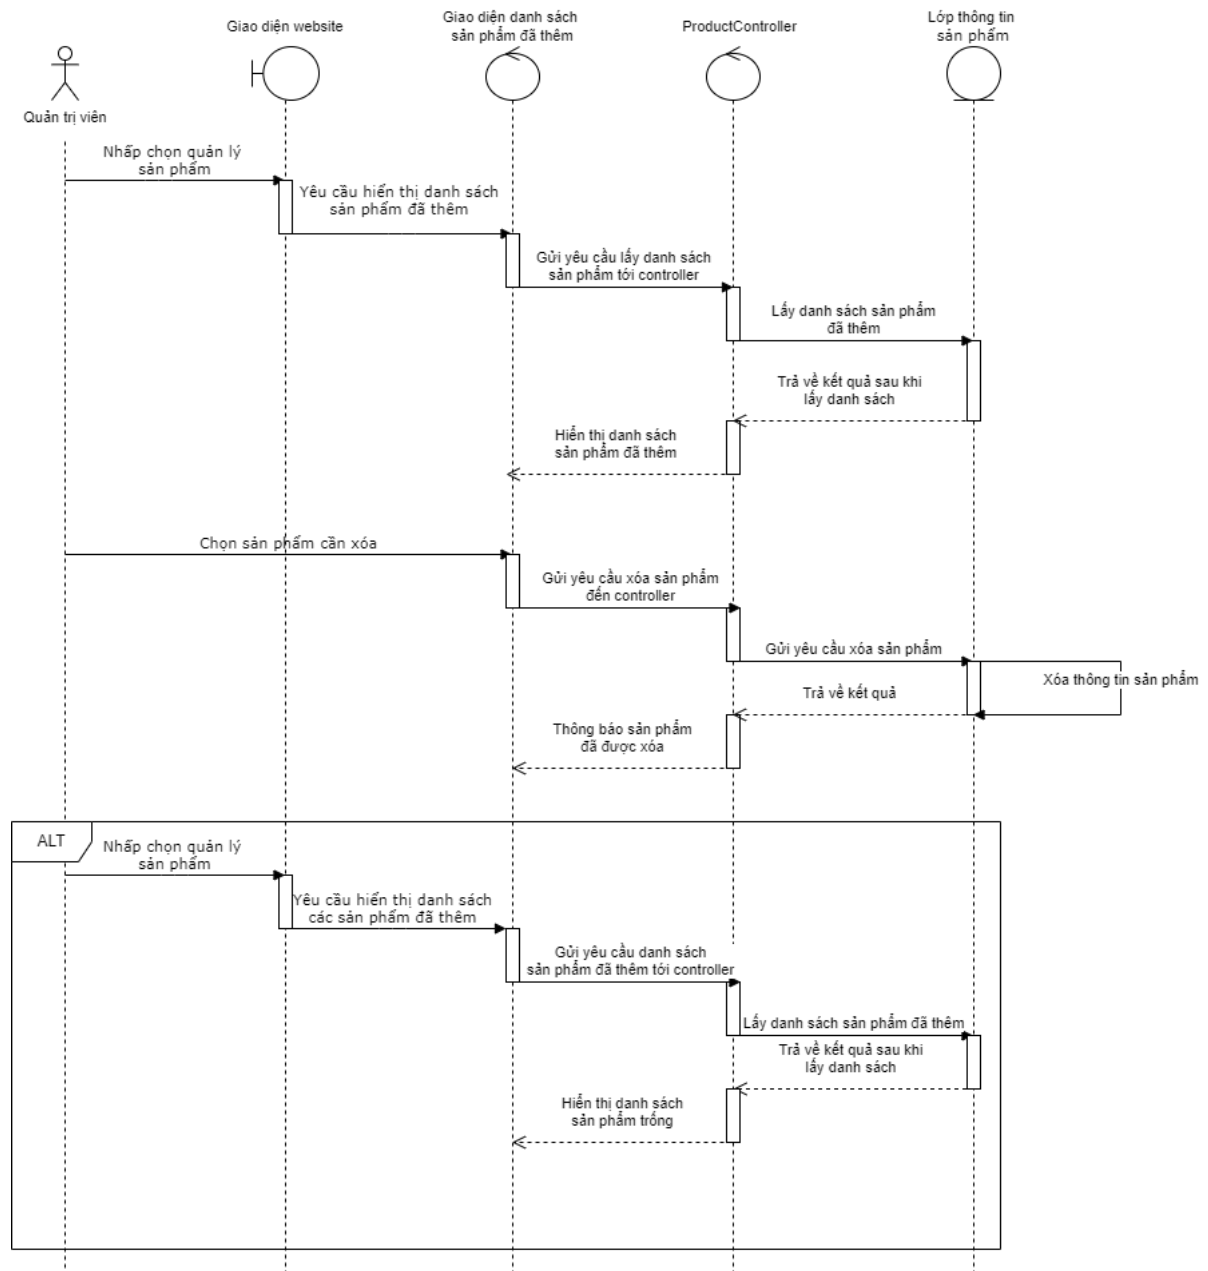 Giao diện website
Giao diện danh sách
sản phẩm đã thêm
ProductController
Lớp thông tin
sản phẩm
Quản trị viên
Nhấp chọn quản lý
sản phẩm
Yêu cầu hiển thị danh sách
sản phẩm đã thêm
Gửi yêu cầu lấy danh sách
sản phẩm tới controller
Lấy danh sách sản phẩm
đã thêm
Trả về kết quả sau khi
lấy danh sách
Hiển thị danh sách
sản phẩm đã thêm
Chọn sản phẩm cần xóa
Gửi yêu cầu xóa sản phẩm
đến controller
Gửi yêu cầu xóa sản phẩm
Xóa thông tin sản phẩm
Trả về kết quả
Thông báo sản phẩm
đã được xóa
ALT
Nhấp chọn quản lý
sản phẩm
Yêu cầu hiển thị danh sách
các sản phẩm đã thêm
Gửi yêu cầu danh sách
sản phẩm đã thêm tới controller
Lấy danh sách sản phẩm đã thêm
Trả về kết quả sau khi
lấy danh sách
Hiển thị danh sách
sản phẩm trống